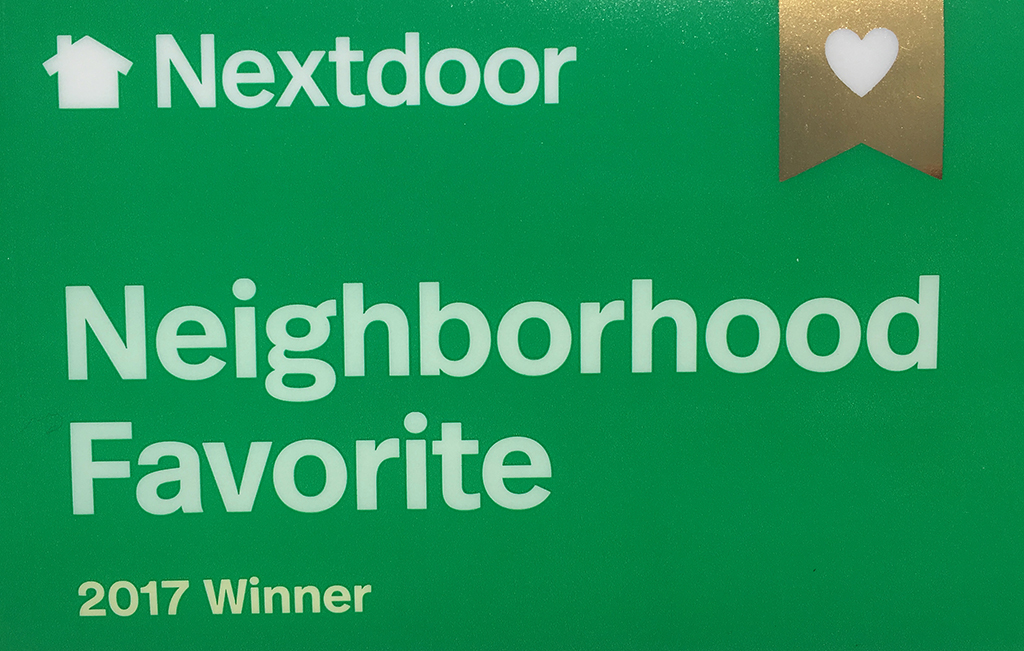 Nextdoor
Neighborhood
Favorite
2017 Winner